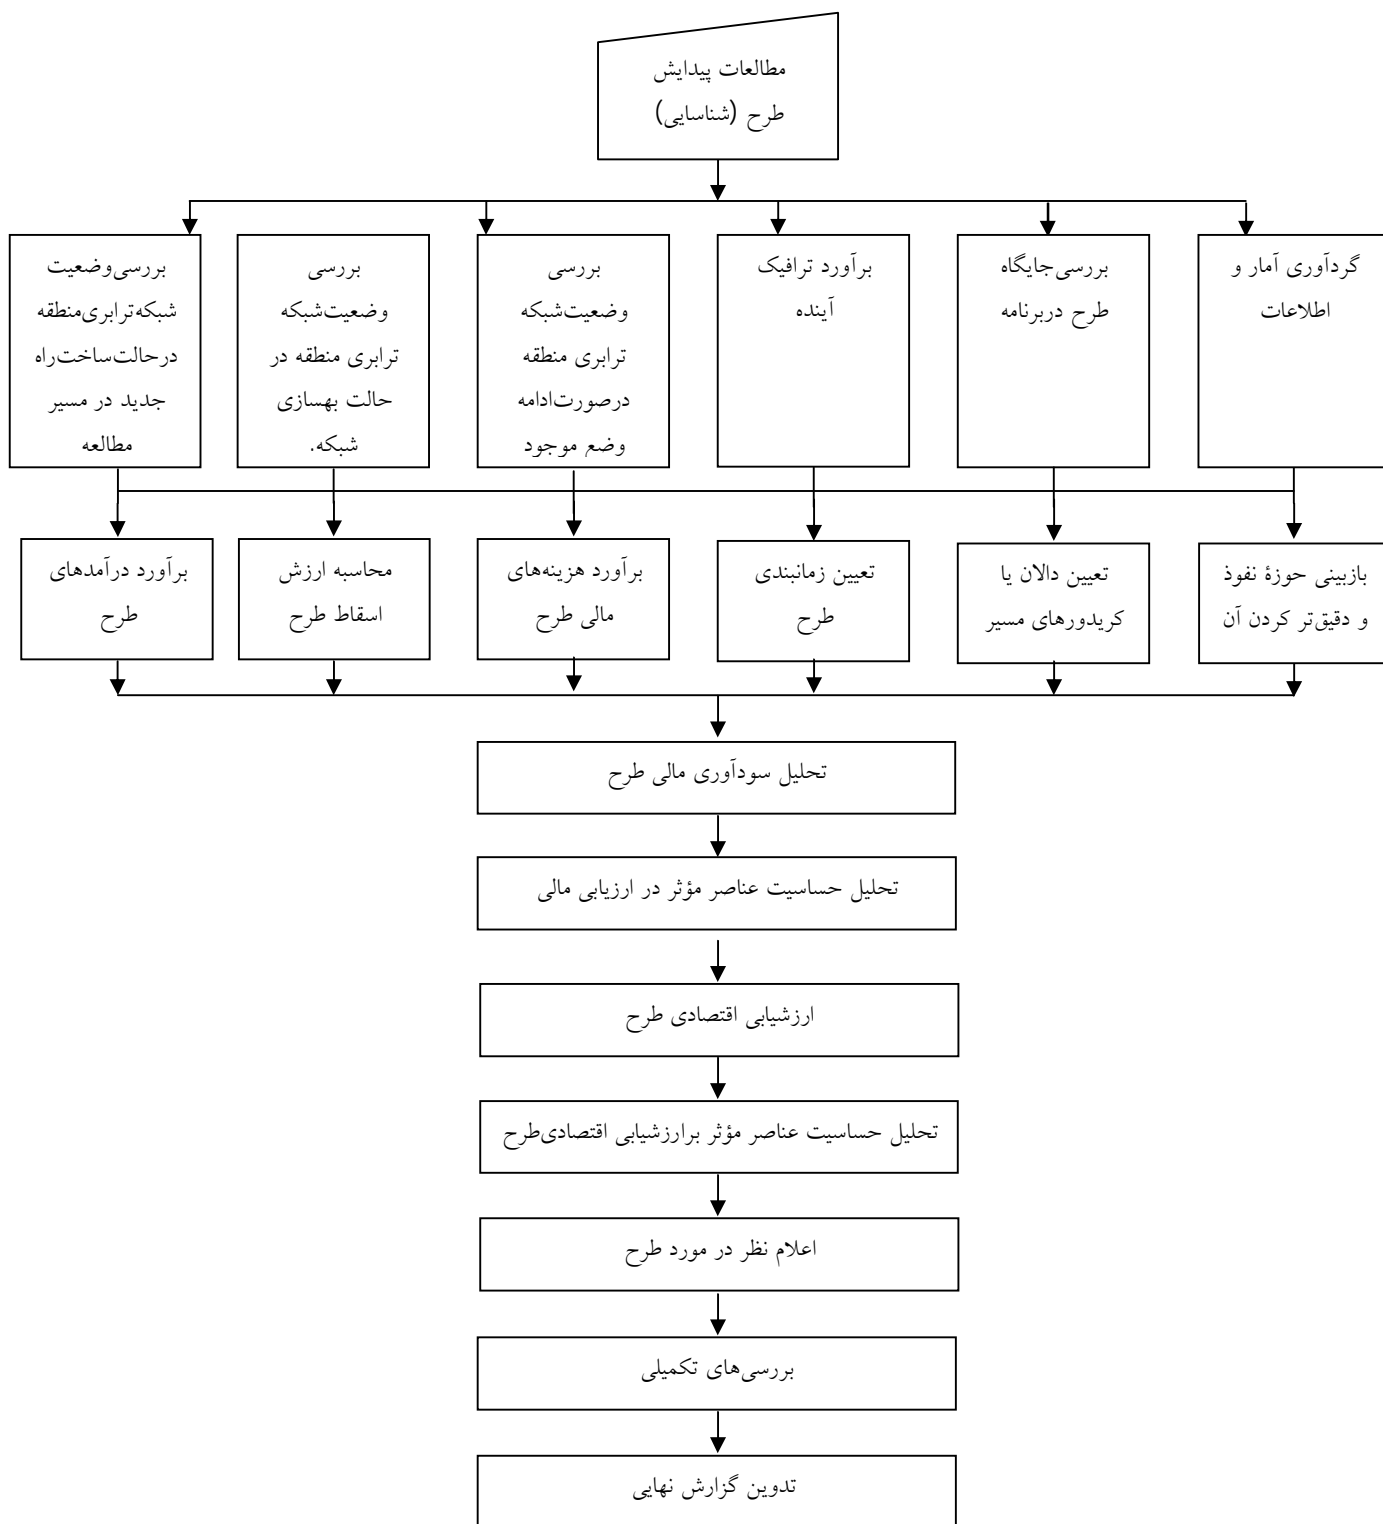 مطالعات پیدایش
طرح (شناسایی)
گردآوری آمار و
اطلاعات
بررسی جایگاه
طرح دربرنامه
برآورد ترافیک
آینده
بررسی
وضعیت شبکه
ترابری منطقه
درصورت ادامه
وضع موجود
بررسی
وضعیت شبکه
ترابری منطقه در
حالت بهسازی
شبکه.
بررسی وضعیت
شبکه ترابری منطقه
درحالت ساخت راه
جدید در مسیر
مطالعه
بازبینی حوزۀ نفوذ
و دقیق‌تر کردن آن
تعیین دالان یا
کریدورهای مسیر
تعیین زمانبندی
طرح
برآورد هزینه‌های
مالی طرح
محاسبه ارزش
اسقاط طرح
برآورد درآمدهای
طرح
تحلیل سودآوری مالی طرح
تحلیل حساسیت عناصر مؤثر در ارزیابی مالی
ارزشیابی اقتصادی طرح
تحلیل حساسیت عناصر مؤثر برارزشیابی اقتصادی طرح
اعلام نظر در مورد طرح
بررسی‌های تکمیلی
تدوین گزارش نهایی